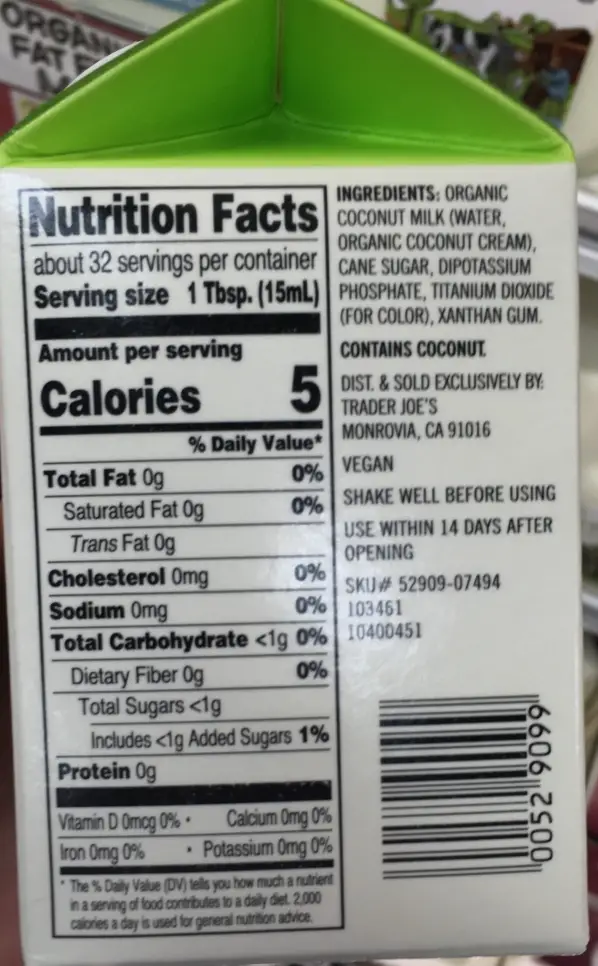 ORGAN
FAT
Nutrition Facts
about 32 servings per container
Serving size 1 Tbsp. (15mL)
Amount per serving
Calories 5
% Daily Value*
Total Fat 0g 0%
Saturated Fat 0g 0%
Trans Fat 0g
Cholesterol 0mg 0%
Sodium 0mg 0%
Total Carbohydrate <1g 0%
Dietary Fiber 0g 0%
Total Sugars <1g
Includes <1g Added Sugars 1%
Protein 0g
Vitamin D 0mcg 0% • Calcium 0mg 0%
Iron 0mg 0% • Potassium 0mg 0%
* The % Daily Value (DV) tells you how much a nutrient
in a serving of food contributes to a daily diet. 2,000
calories a day is used for general nutrition advice.
INGREDIENTS: ORGANIC
COCONUT MILK (WATER,
ORGANIC COCONUT CREAM),
CANE SUGAR, DIPOTASSIUM
PHOSPHATE, TITANIUM DIOXIDE
(FOR COLOR), XANTHAN GUM.
CONTAINS COCONUT.
DIST. & SOLD EXCLUSIVELY BY:
TRADER JOE'S
MONROVIA, CA 91016
VEGAN
SHAKE WELL BEFORE USING
USE WITHIN 14 DAYS AFTER
OPENING
SKU# 52909-07494
103461
10400451
0052 9099